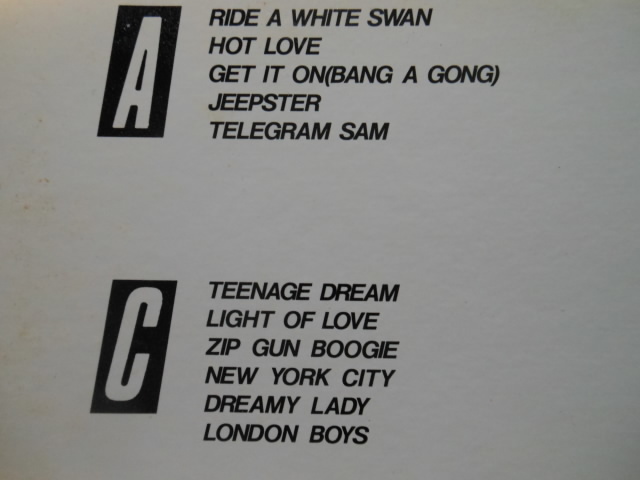 A
RIDE A WHITE SWAN
HOT LOVE
GET IT ON(BANG A GONG)
JEEPSTER
TELEGRAM SAM
C
TEENAGE DREAM
LIGHT OF LOVE
ZIP GUN BOOGIE
NEW YORK CITY
DREAMY LADY
LONDON BOYS